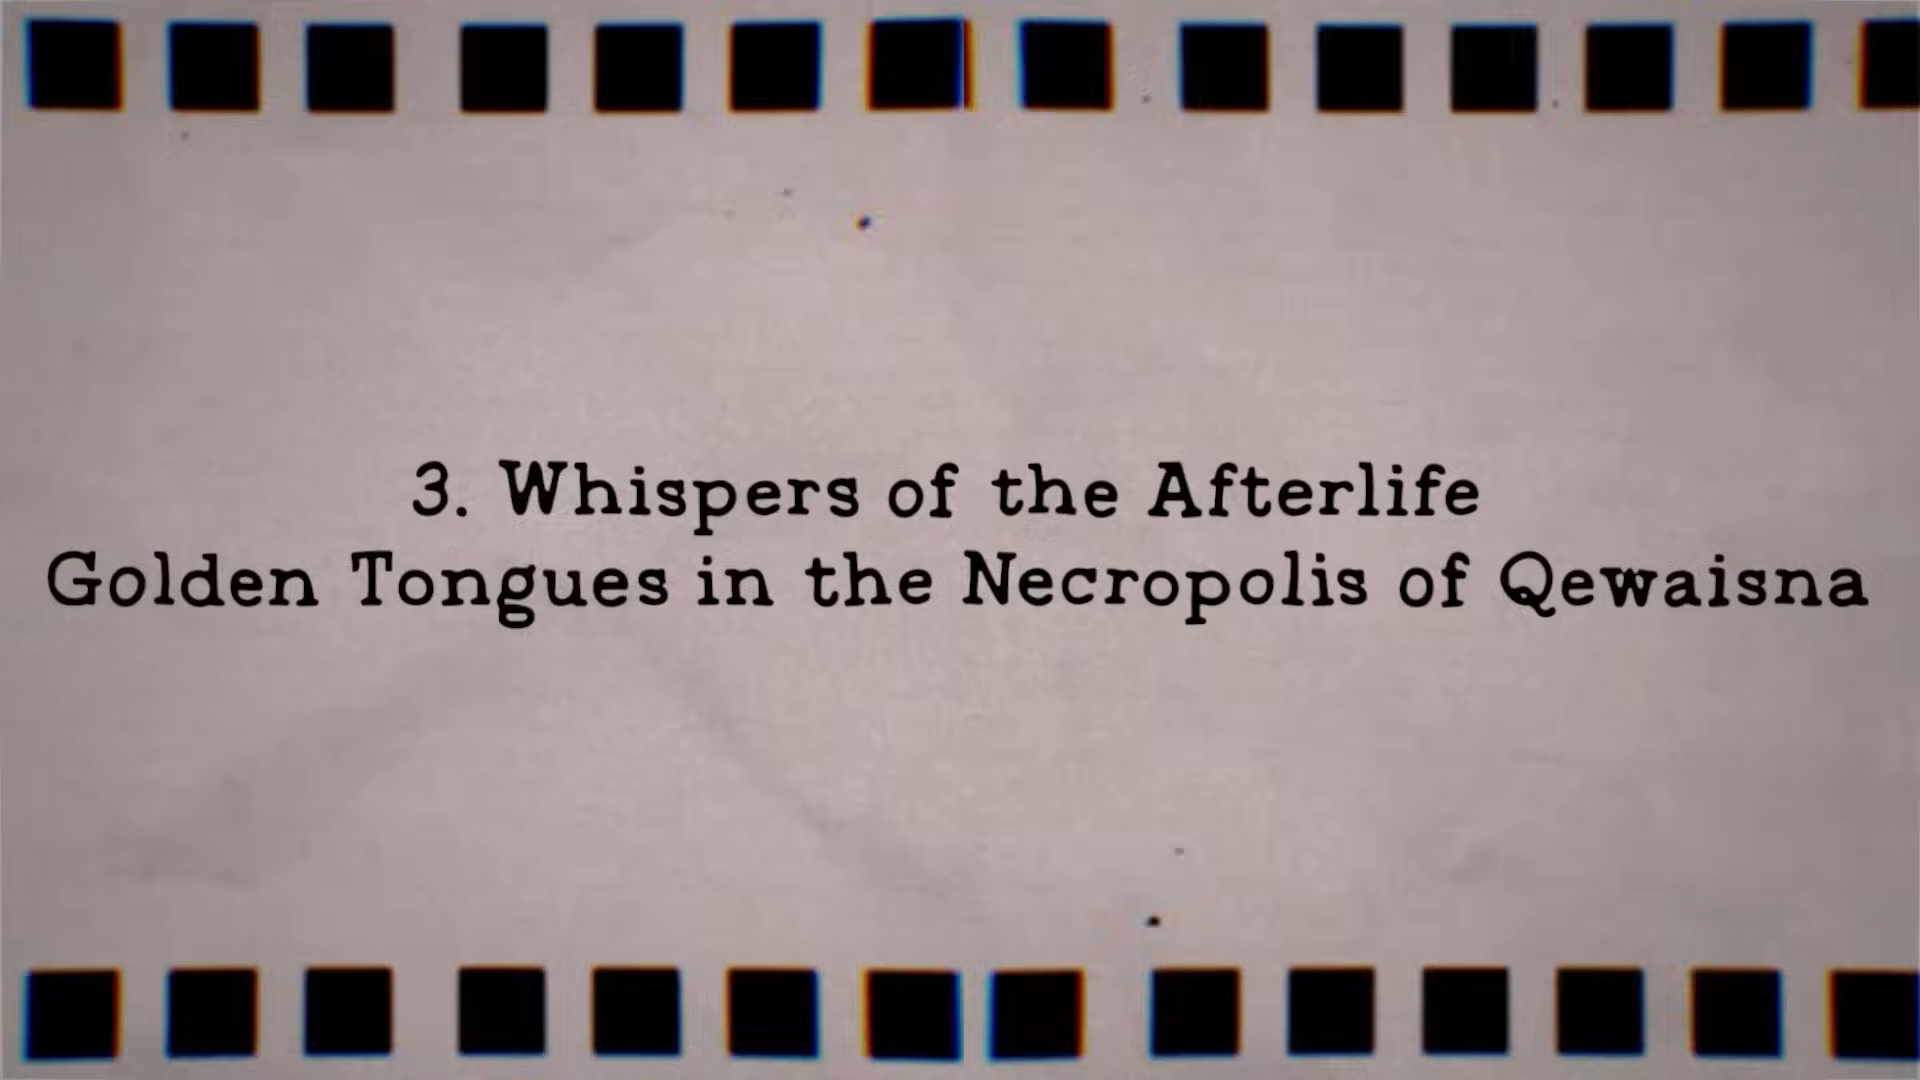 3. Whispers of the Afterlife
Golden Tongues in the Necropolis of Qewaisna